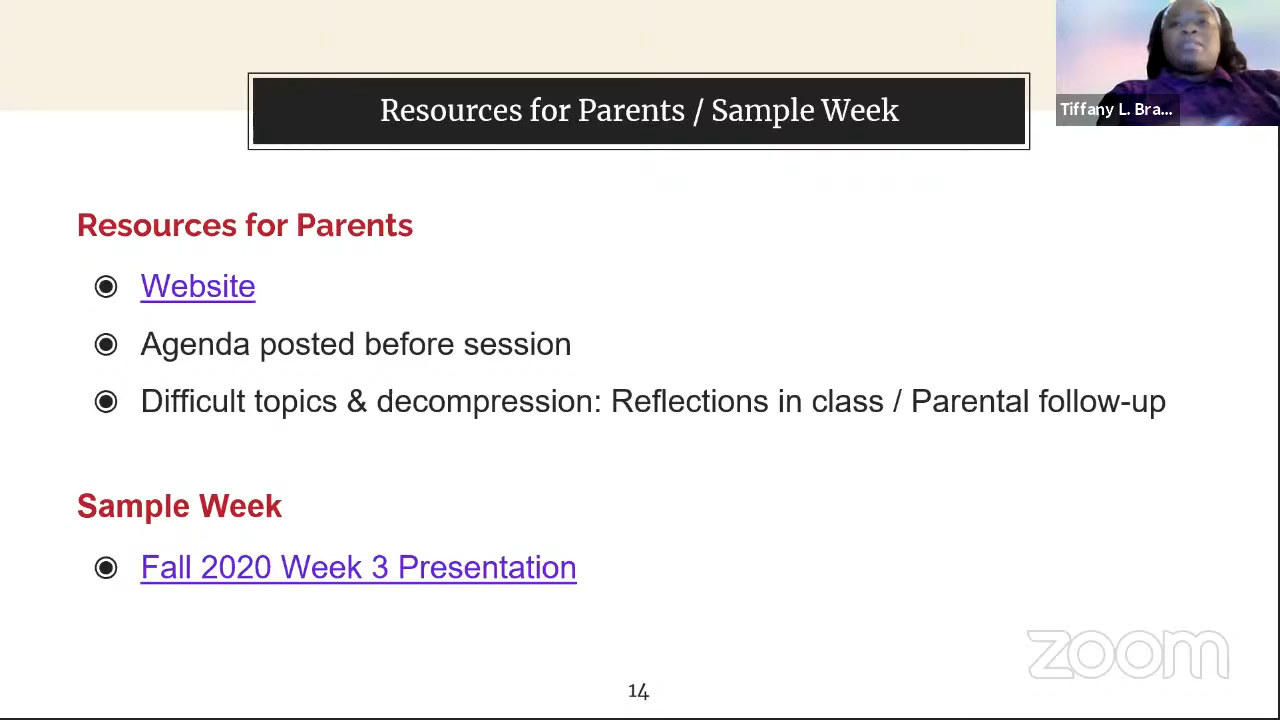 Resources for Parents / Sample Week
Tiffany L. Bra...
Resources for Parents
Website
Agenda posted before session
Difficult topics & decompression: Reflections in class / Parental follow-up
Sample Week
Fall 2020 Week 3 Presentation
zoom
14